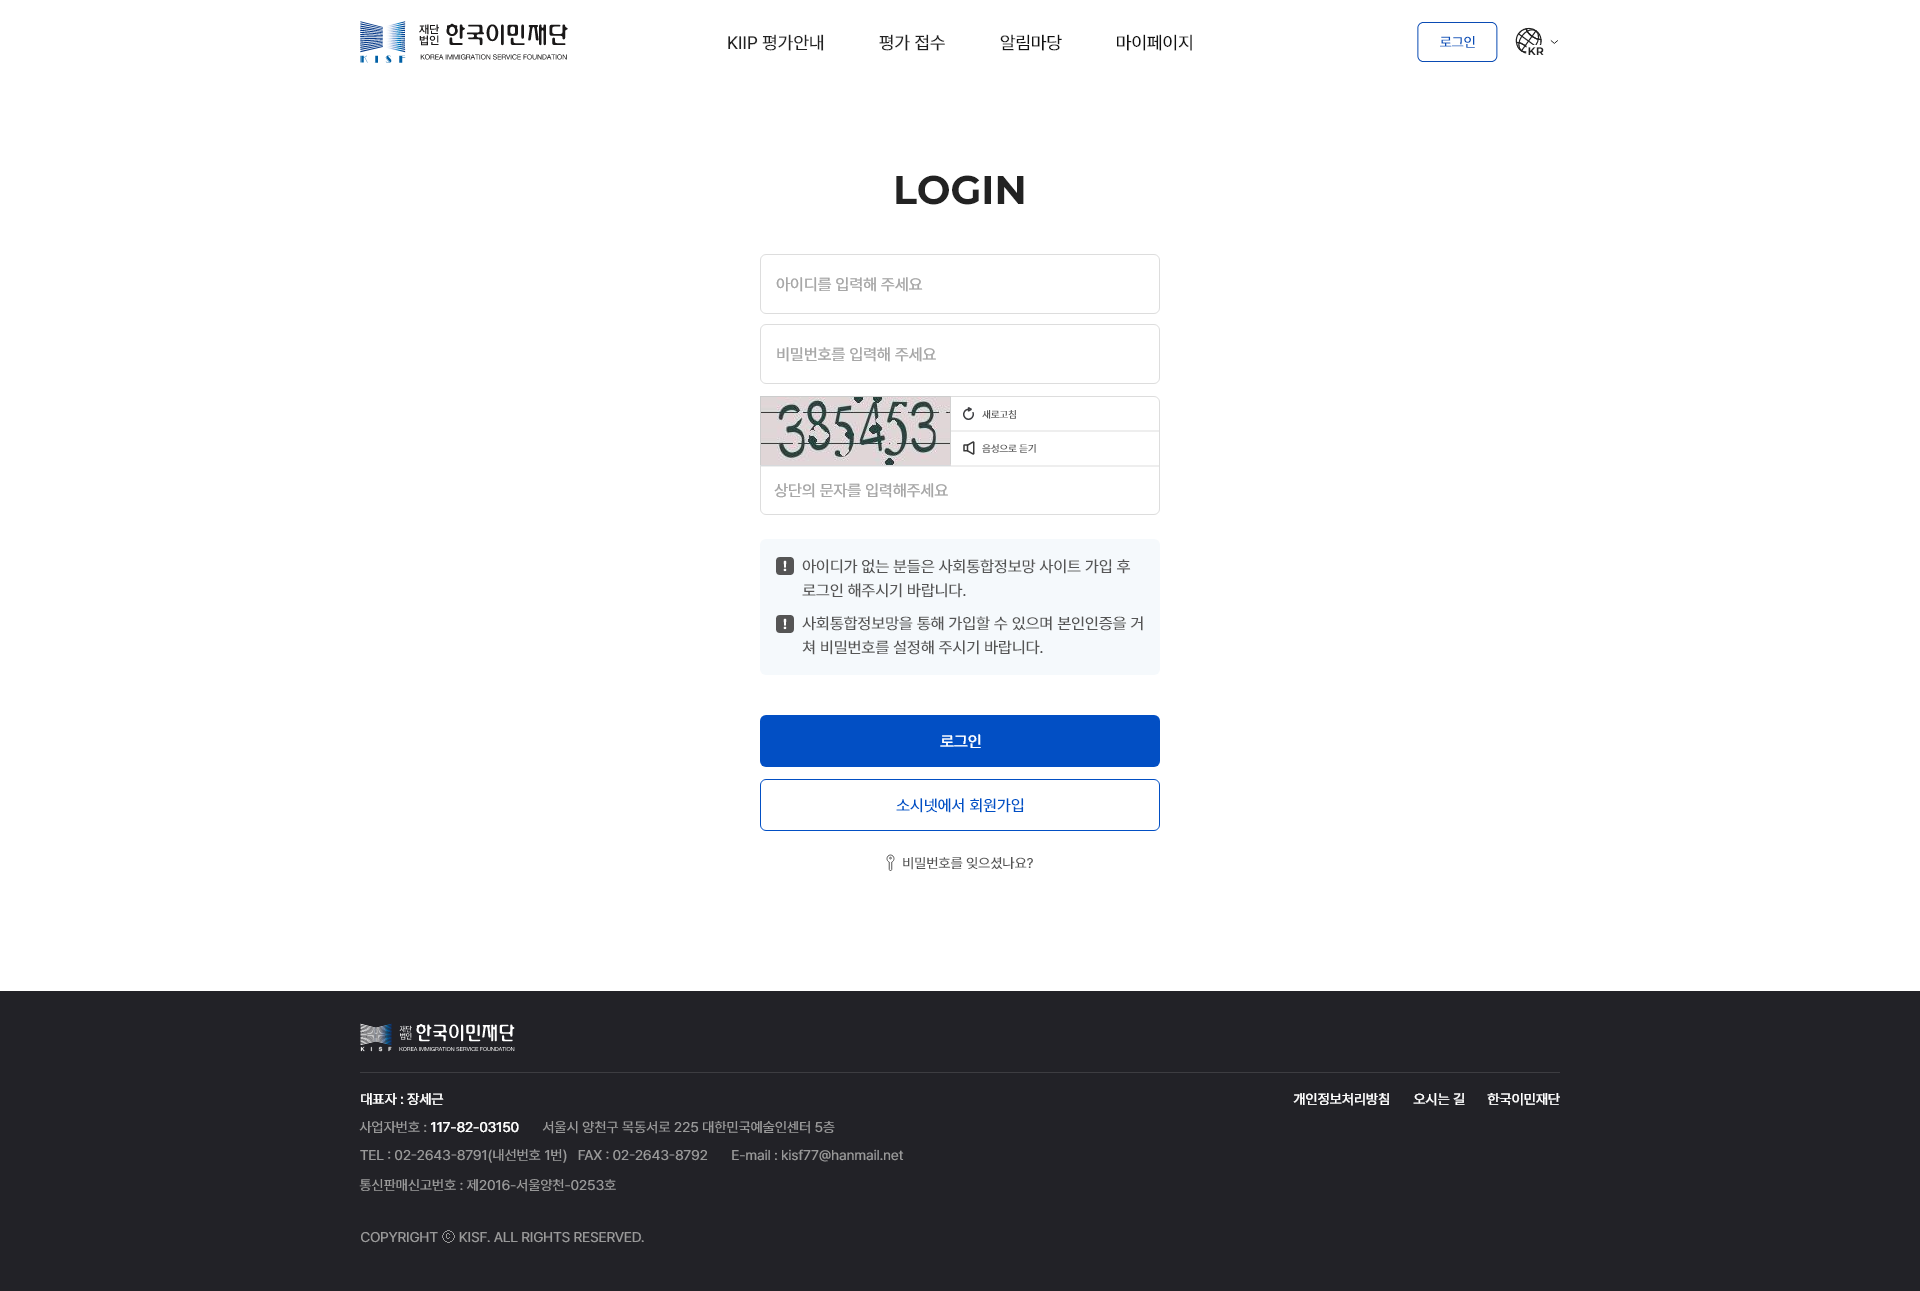 재단법인 한국이민재단
KISF KOREA IMMIGRATION SERVICE FOUNDATION
KIIP 평가안내 평가 접수 알림마당 마이페이지
로그인 KR
LOGIN
아이디를 입력해 주세요
비밀번호를 입력해 주세요
385453
새로고침
음성으로 듣기
상단의 문자를 입력해주세요
아이디가 없는 분들은 사회통합정보망 사이트 가입 후
로그인 해주시기 바랍니다.
사회통합정보망을 통해 가입할 수 있으며 본인인증을 거
쳐 비밀번호를 설정해 주시기 바랍니다.
로그인
소시넷에서 회원가입
비밀번호를 잊으셨나요?
재단법인 한국이민재단
KISF KOREA IMMIGRATION SERVICE FOUNDATION
대표자 : 장세근
개인정보처리방침 오시는 길 한국이민재단
사업자번호 : 117-82-03150 서울시 양천구 목동서로 225 대한민국예술인센터 5층
TEL : 02-2643-8791(내선번호 1번) FAX : 02-2643-8792 E-mail : kisf77@hanmail.net
통신판매신고번호 : 제2016-서울양천-0253호
COPYRIGHT ⓒ KISF. ALL RIGHTS RESERVED.